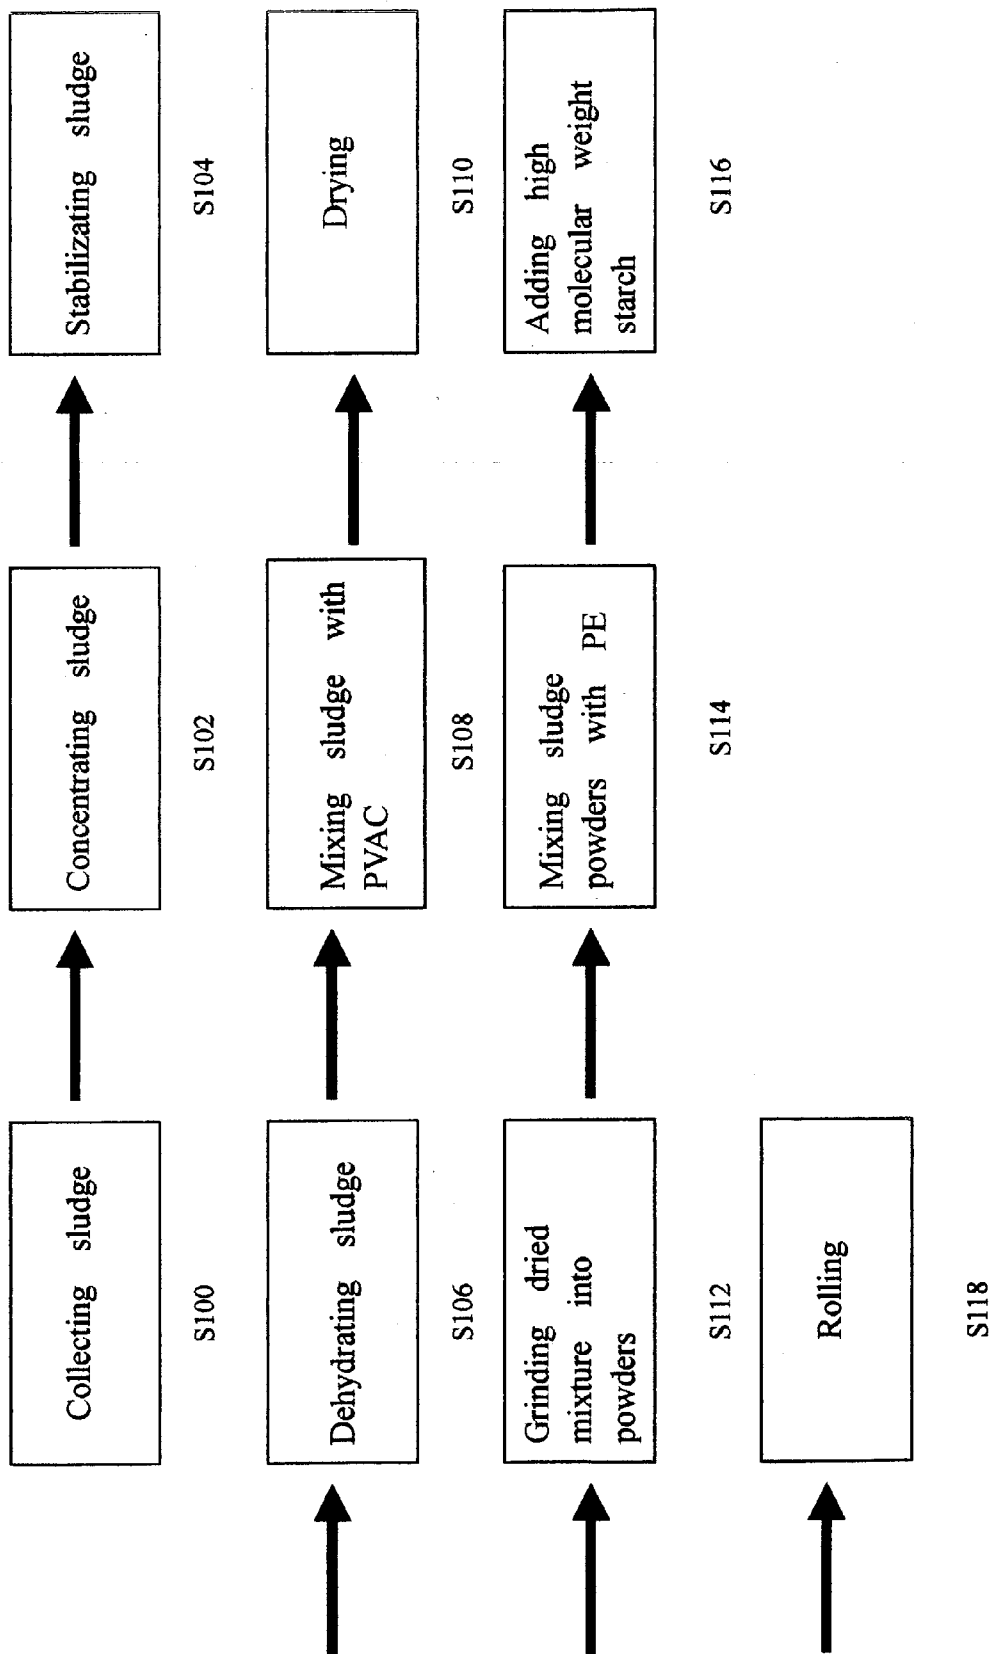 Collecting sludge
S100
Concentrating sludge
S102
Stabilizating sludge
S104
Dehydrating sludge
S106
Mixing sludge with
PVAC
S108
Drying
S110
Grinding dried
mixture into
powders
S112
Mixing sludge
powders with PE
S114
Adding high
molecular weight
starch
S116
Rolling
S118